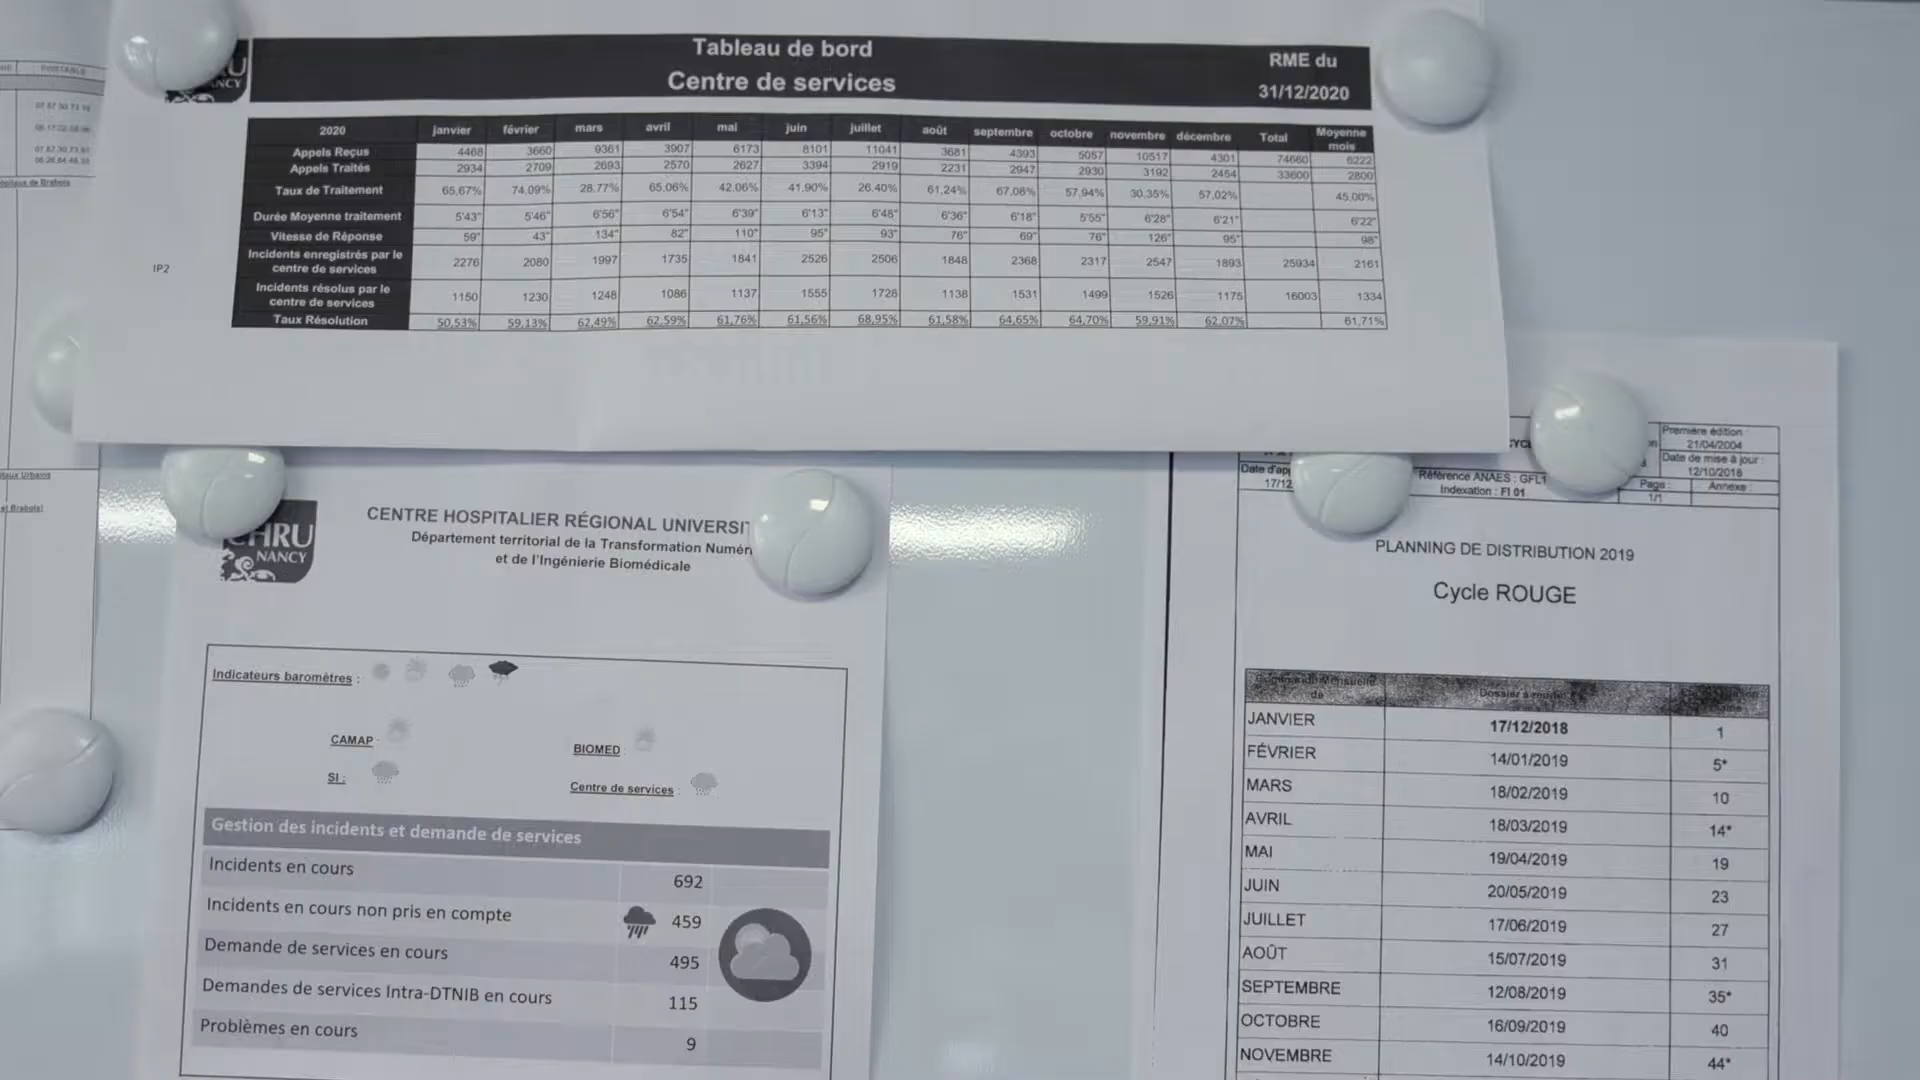 PORTABLE
Tableau de bord
Centre de services
RME du
31/12/2020
RU
NANCY
2020 janvier février mars avril mai juin juillet août septembre octobre novembre décembre Total Moyenne mois
Appels Reçus 4468 3660 9361 3907 6173 8101 11041 3681 4393 5057 10517 4301 74660 6222
Appels Traités 2934 2709 2693 2570 2627 3394 2919 2231 2947 2930 3192 2454 33600 2800
Taux de Traitement 65,67% 74,09% 28,77% 65,06% 42,06% 41,90% 26,40% 61,24% 67,08% 57,94% 30,35% 57,02% 45,00%
Durée Moyenne traitement 5'43" 5'46" 6'56" 6'54" 6'39" 6'13" 6'48" 6'36" 6'18" 5'55" 6'28" 6'21" 6'22"
Vitesse de Réponse 59" 43" 134" 82" 110" 95" 93" 76" 69" 76" 126" 95" 98"
Incidents enregistrés par le
centre de services 2276 2080 1997 1735 1841 2526 2506 1848 2368 2317 2547 1893 25934 2161
Incidents résolus par le
centre de services 1150 1230 1248 1086 1137 1555 1728 1138 1531 1499 1526 1175 16003 1334
Taux Résolution 50,53% 59,13% 62,49% 62,59% 61,76% 61,56% 68,95% 61,58% 64,65% 64,70% 59,91% 62,07% 61,71%
IP2
CHRU
NANCY
CENTRE HOSPITALIER RÉGIONAL UNIVERSIT
Département territorial de la Transformation Numér
et de l'Ingénierie Biomédicale
Indicateurs baromètres :
CAMAP :
BIOMED :
SI :
Centre de services :
Gestion des incidents et demande de services
Incidents en cours 692
Incidents en cours non pris en compte 459
Demande de services en cours 495
Demandes de services Intra-DTNIB en cours 115
Problèmes en cours 9
Première édition :
21/04/2004
Date de mise à jour :
12/10/2018
Date d'app
17/12
Référence ANAES : GFL1
Indexation : FI 01
Page :
1/1
Annexe :
PLANNING DE DISTRIBUTION 2019
Cycle ROUGE
JANVIER 17/12/2018 1
FÉVRIER 14/01/2019 5*
MARS 18/02/2019 10
AVRIL 18/03/2019 14*
MAI 19/04/2019 19
JUIN 20/05/2019 23
JUILLET 17/06/2019 27
AOÛT 15/07/2019 31
SEPTEMBRE 12/08/2019 35*
OCTOBRE 16/09/2019 40
NOVEMBRE 14/10/2019 44*